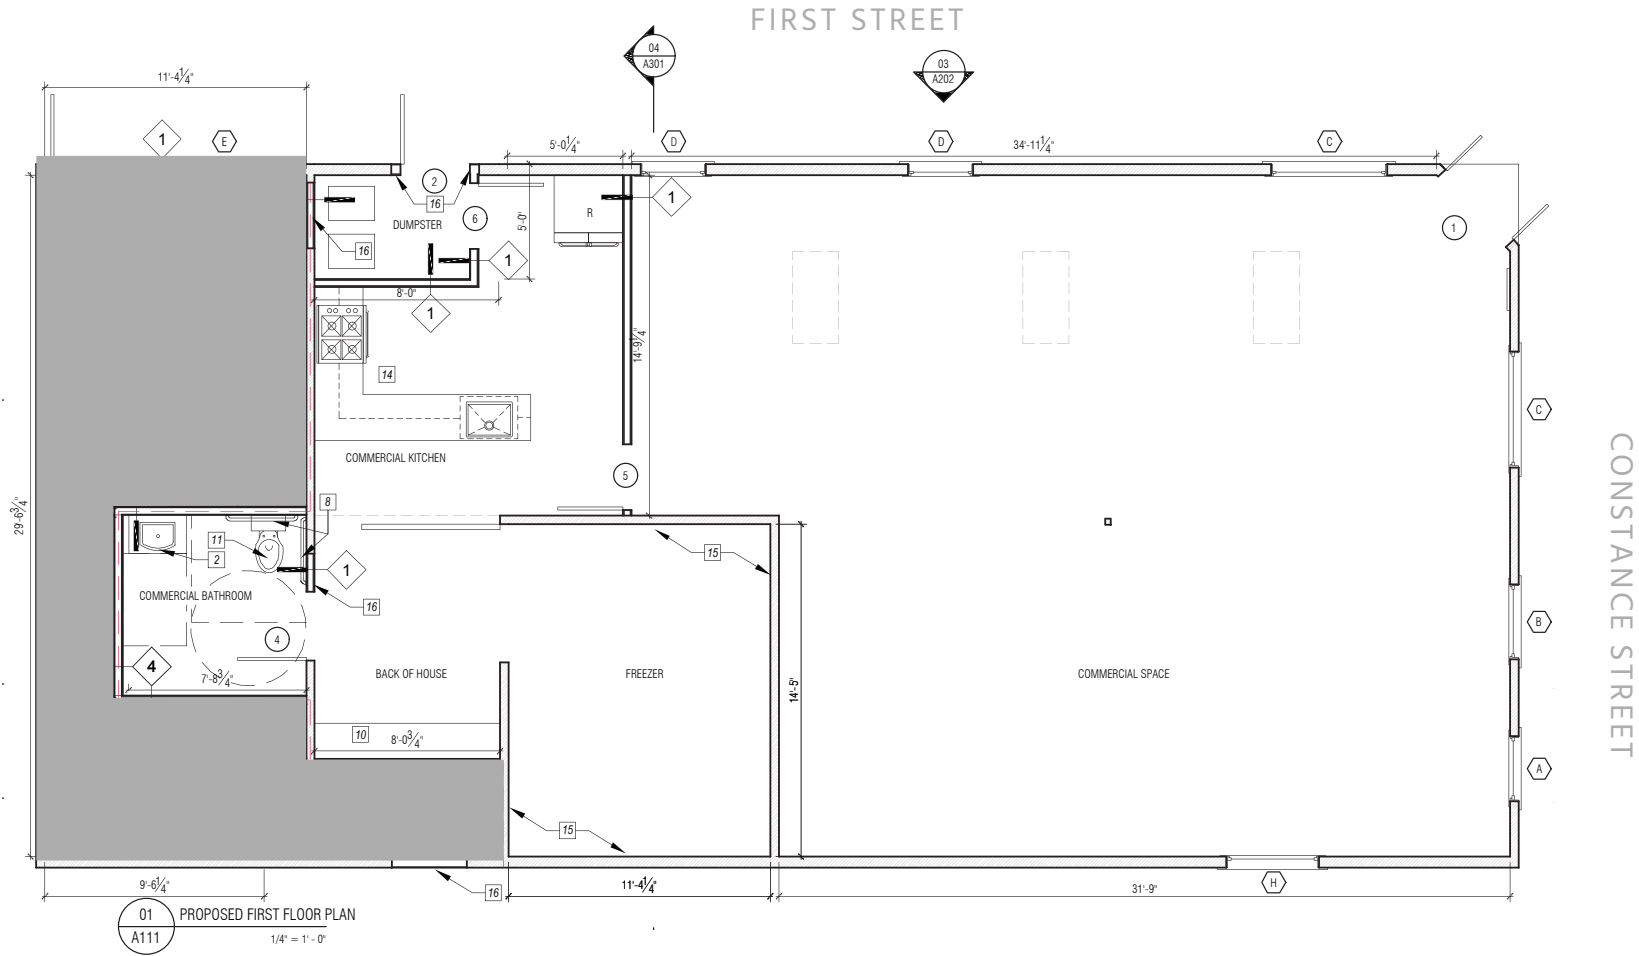 FIRST STREET
04
A301
03
A202
11'-4 1/4"
1
E
5'-0 1/4"
D
D
34'-11 1/4"
C
2
16
6
DUMPSTER
R
1
1
5'-0"
16
1
8'-0"
1
14'-9 1/4"
14
C
CONSTANCE STREET
COMMERCIAL KITCHEN
5
29'-6 3/4"
8
11
2
15
1
COMMERCIAL BATHROOM
16
B
4
4
7'-8 3/4"
BACK OF HOUSE
FREEZER
COMMERCIAL SPACE
14'-5"
10
8'-0 3/4"
A
15
9'-6 1/4"
16
11'-4 1/4"
31'-9"
H
01
A111
PROPOSED FIRST FLOOR PLAN
1/4" = 1' - 0"